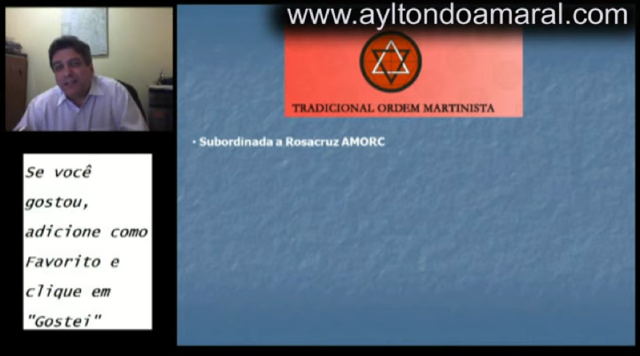 www.ayltondoamaral.com
TRADICIONAL ORDEM MARTINISTA
• Subordinada a Rosacruz AMORC
Se você
gostou,
adicione como
Favorito e
clique em
"Gostei"